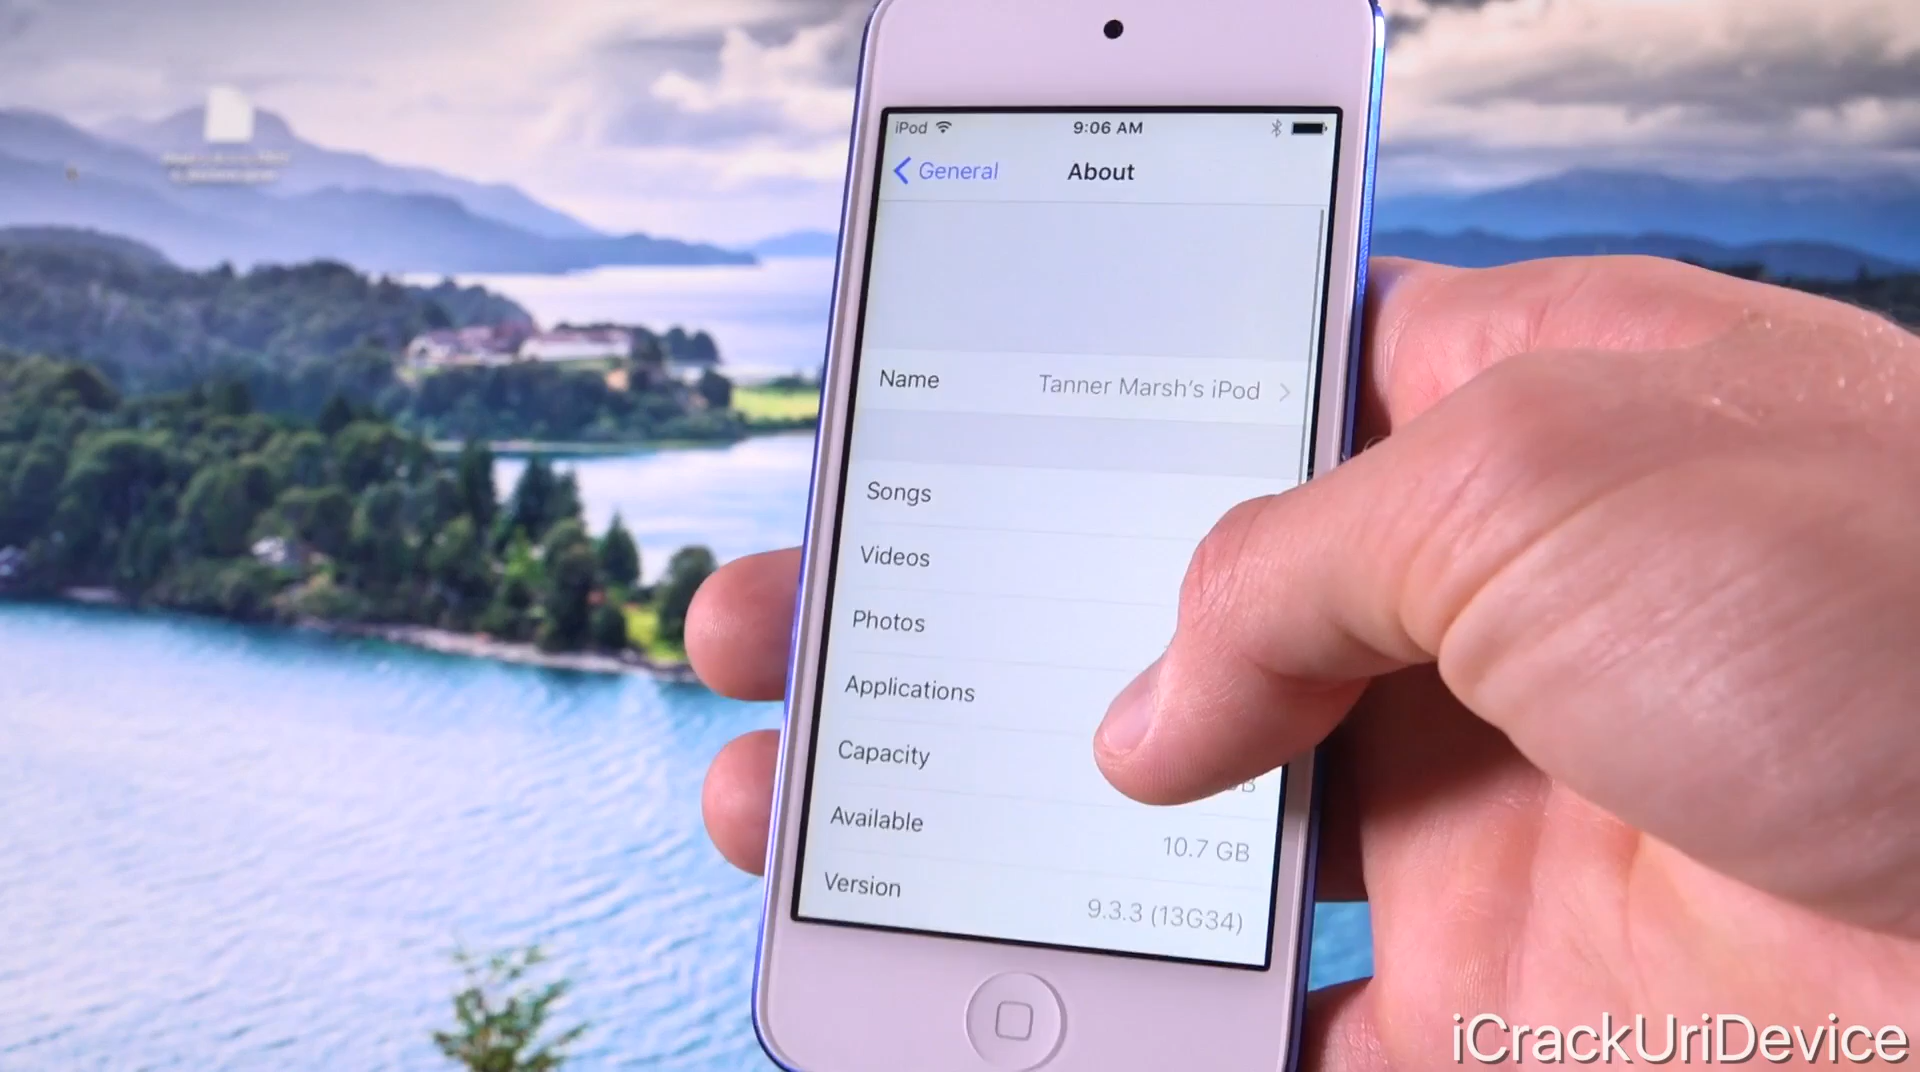 iPod 9:06 AM
General About
Name Tanner Marsh's iPod
Songs
Videos
Photos
Applications
Capacity
Available 10.7 GB
Version 9.3.3 (13G34)
iCrackUriDevice